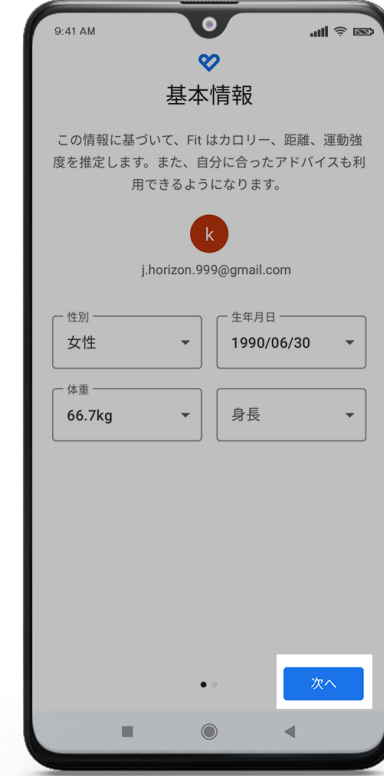 9:41 AM
基本情報
この情報に基づいて、Fit はカロリー、距離、運動強
度を推定します。また、自分に合ったアドバイスも利
用できるようになります。
k
j.horizon.999@gmail.com
性別
女性
生年月日
1990/06/30
体重
66.7kg
身長
次へ